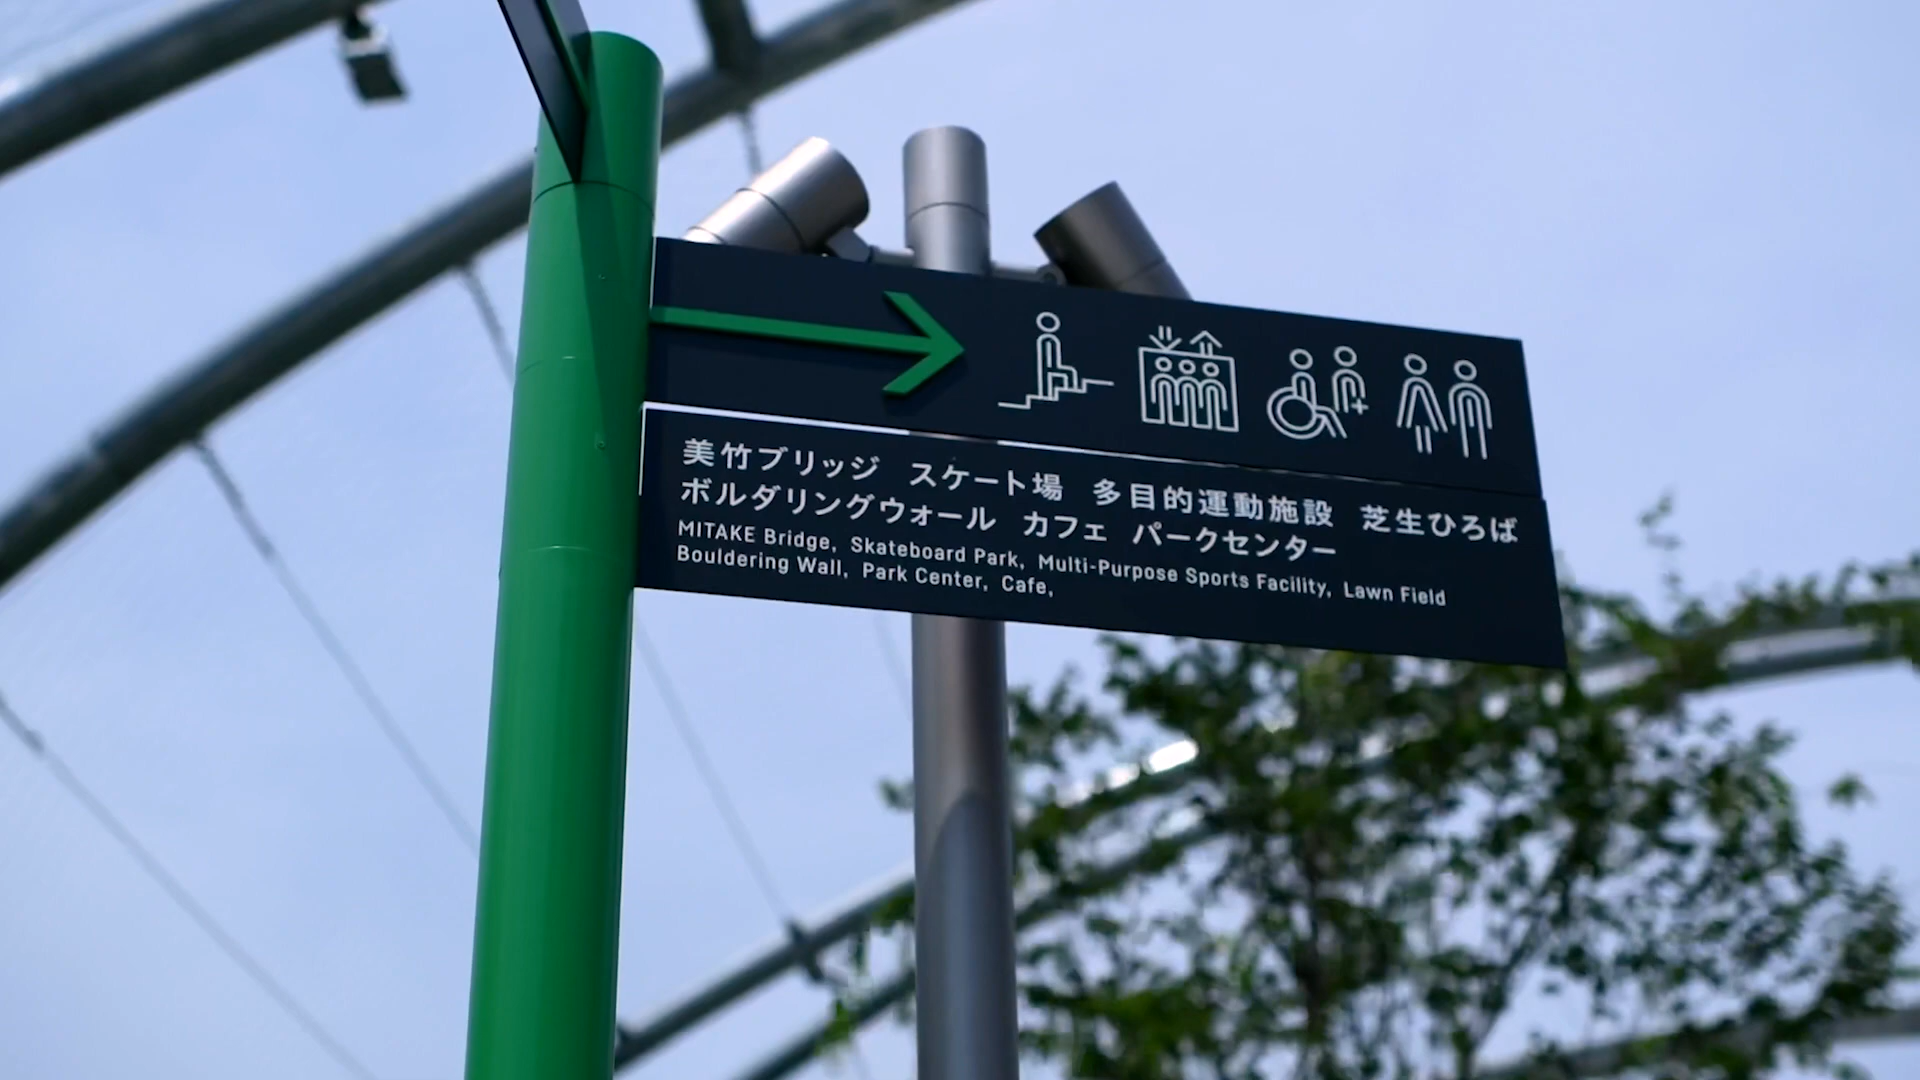 美竹ブリッジ スケート場 多目的運動施設 芝生ひろば
ボルダリングウォール カフェ パークセンター
MITAKE Bridge, Skateboard Park, Multi-Purpose Sports Facility, Lawn Field
Bouldering Wall, Park Center, Cafe,